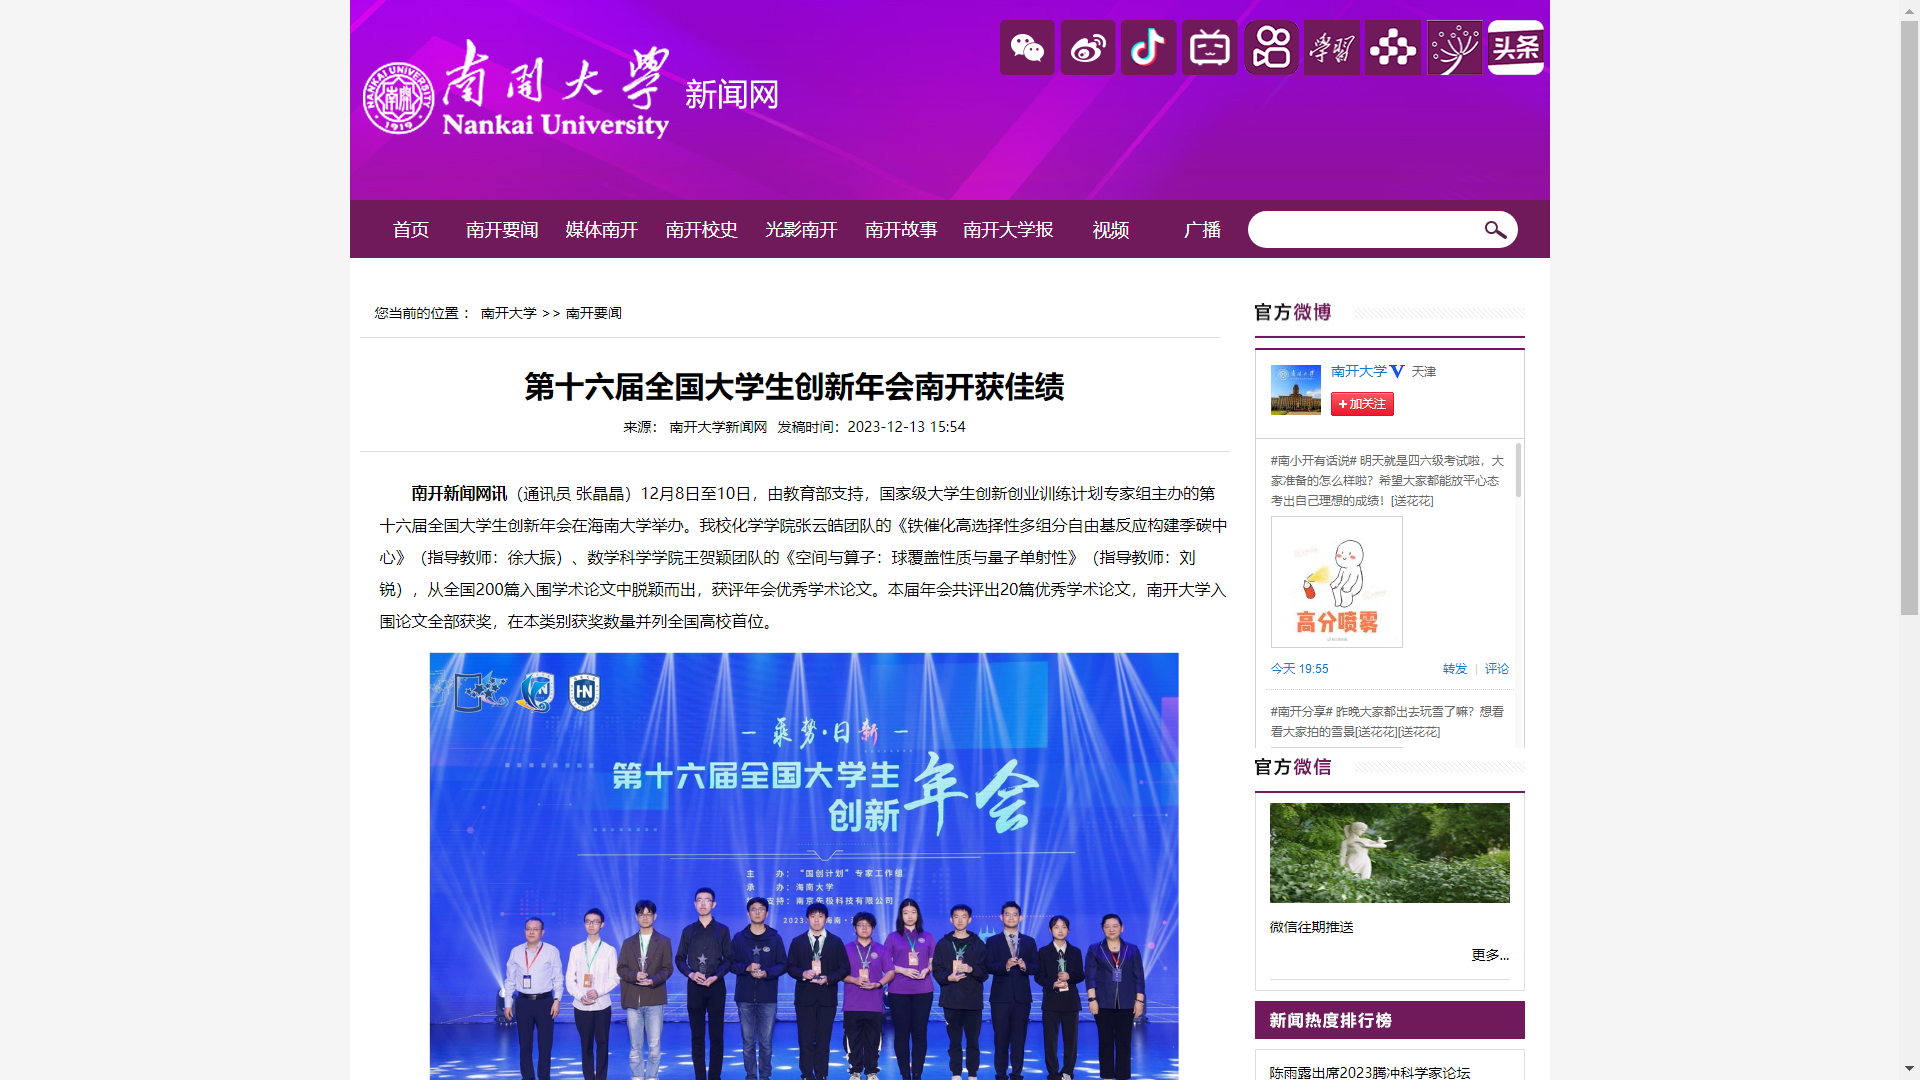 南開大學
Nankai University
新闻网
NANKAI UNIVERSITY
1919
学習
头条
首页
南开要闻
媒体南开
南开校史
光影南开
南开故事
南开大学报
视频
广播
您当前的位置 : 南开大学 >> 南开要闻
第十六届全国大学生创新年会南开获佳绩
来源: 南开大学新闻网 发稿时间:2023-12-13 15:54
南开新闻网讯(通讯员 张晶晶)12月8日至10日,由教育部支持,国家级大学生创新创业训练计划专家组主办的第
十六届全国大学生创新年会在海南大学举办。我校化学学院张云皓团队的《铁催化高选择性多组分自由基反应构建季碳中
心》(指导教师:徐大振)、数学科学学院王贺颖团队的《空间与算子:球覆盖性质与量子单射性》(指导教师:刘
锐),从全国200篇入围学术论文中脱颖而出,获评年会优秀学术论文。本届年会共评出20篇优秀学术论文,南开大学入
围论文全部获奖,在本类别获奖数量并列全国高校首位。
HN
乘势·日新
第十六届全国大学生
创新年会
主 办:“国创计划”专家工作组
承 办:海南大学
支持:南京先极科技有限公司
2023.
官方微博
南开大学 V 天津
+加关注
#南小开有话说# 明天就是四六级考试啦,大
家准备的怎么样啦?希望大家都能放平心态
考出自己理想的成绩![送花花]
高分喷雾
今天 19:55
转发 | 评论
#南开分享# 昨晚大家都出去玩雪了嘛?想看
看大家拍的雪景[送花花][送花花]
官方微信
微信往期推送
更多...
新闻热度排行榜
陈雨露出席2023腾冲科学家论坛